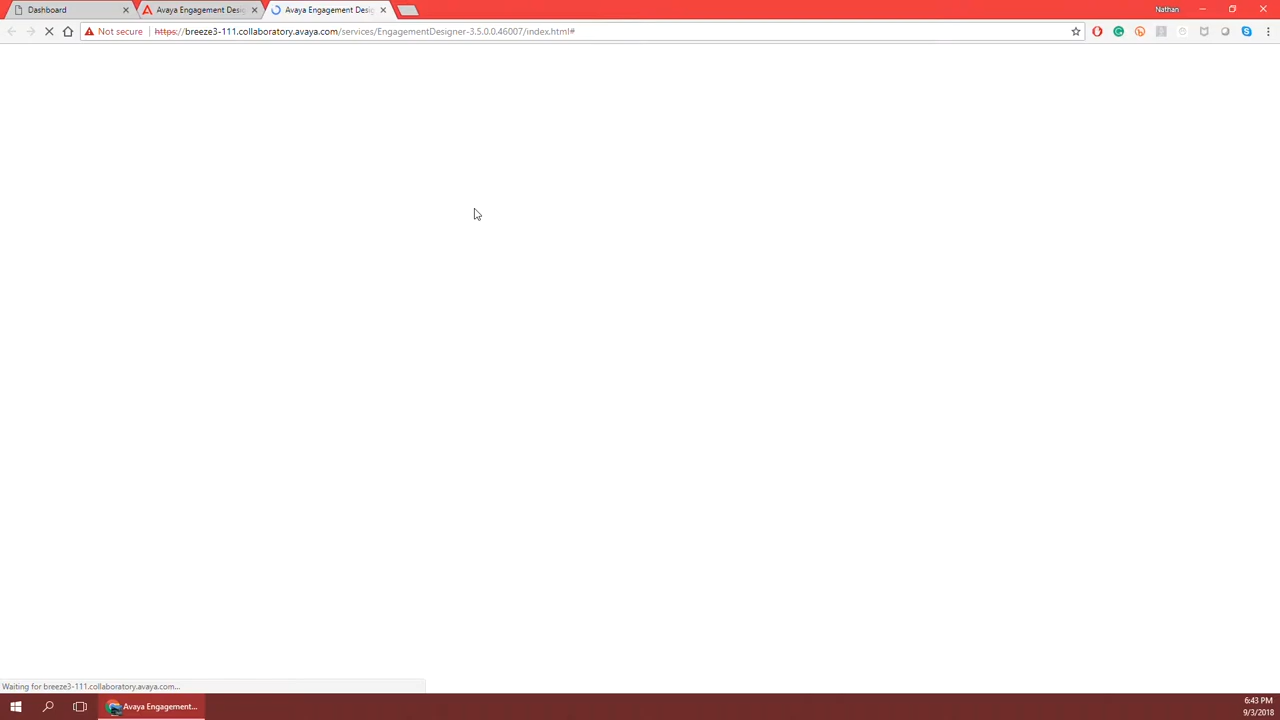 Dashboard
Avaya Engagement Desi
Avaya Engagement Desi
Nathan
Not secure
https://breeze3-111.collaboratory.avaya.com/services/EngagementDesigner-3.5.0.0.46007/index.html#
Waiting for breeze3-111.collaboratory.avaya.com...
Avaya Engagement...
6:43 PM
9/3/2018